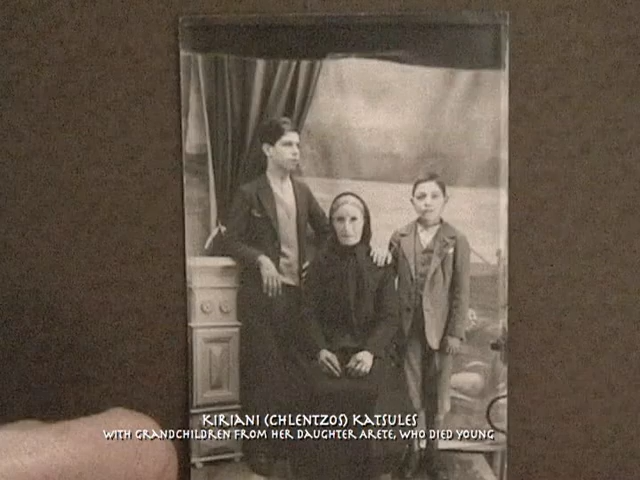 KIRIANI (CHLENTZOS) KATSULES
WITH GRANDCHILDREN FROM HER DAUGHTER ARETE, WHO DIED YOUNG